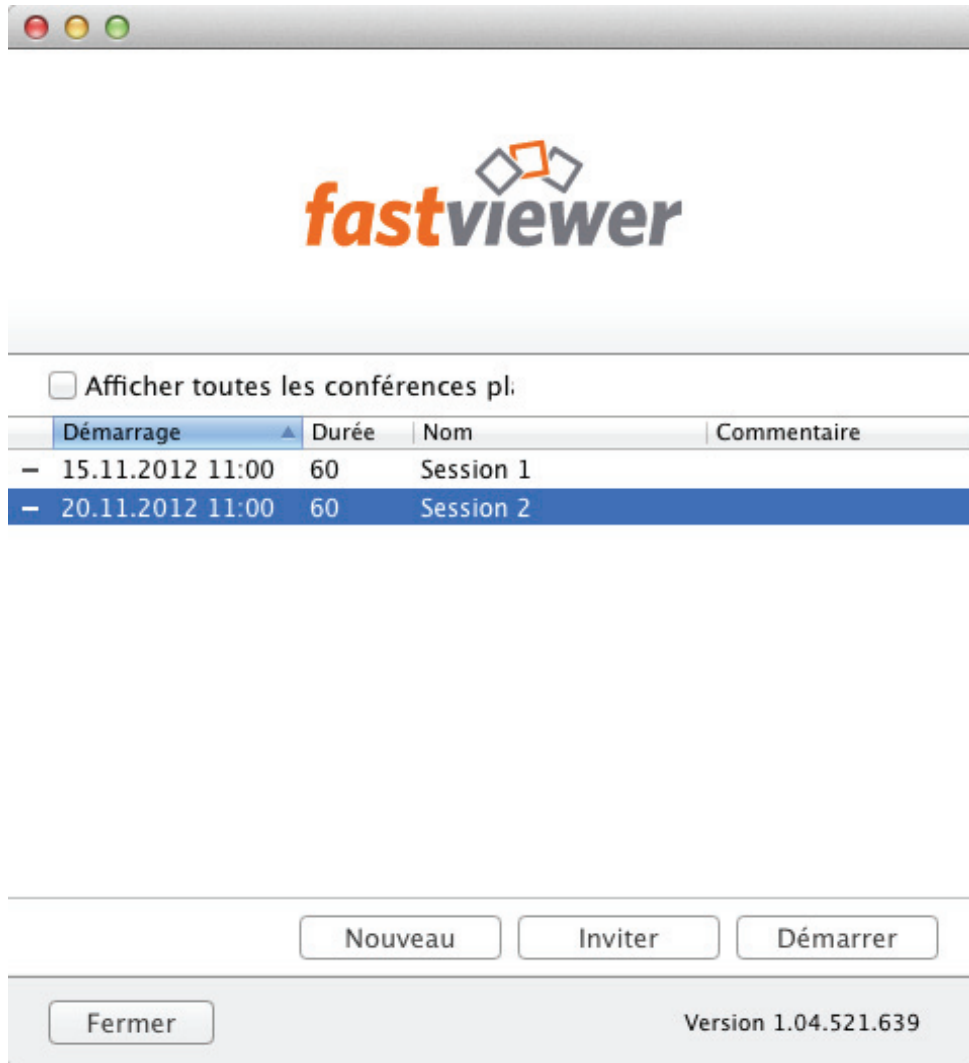 fastviewer
Afficher toutes les conférences pl
Démarrage Durée Nom Commentaire
15.11.2012 11:00 60 Session 1
20.11.2012 11:00 60 Session 2
Nouveau Inviter Démarrer
Fermer Version 1.04.521.639